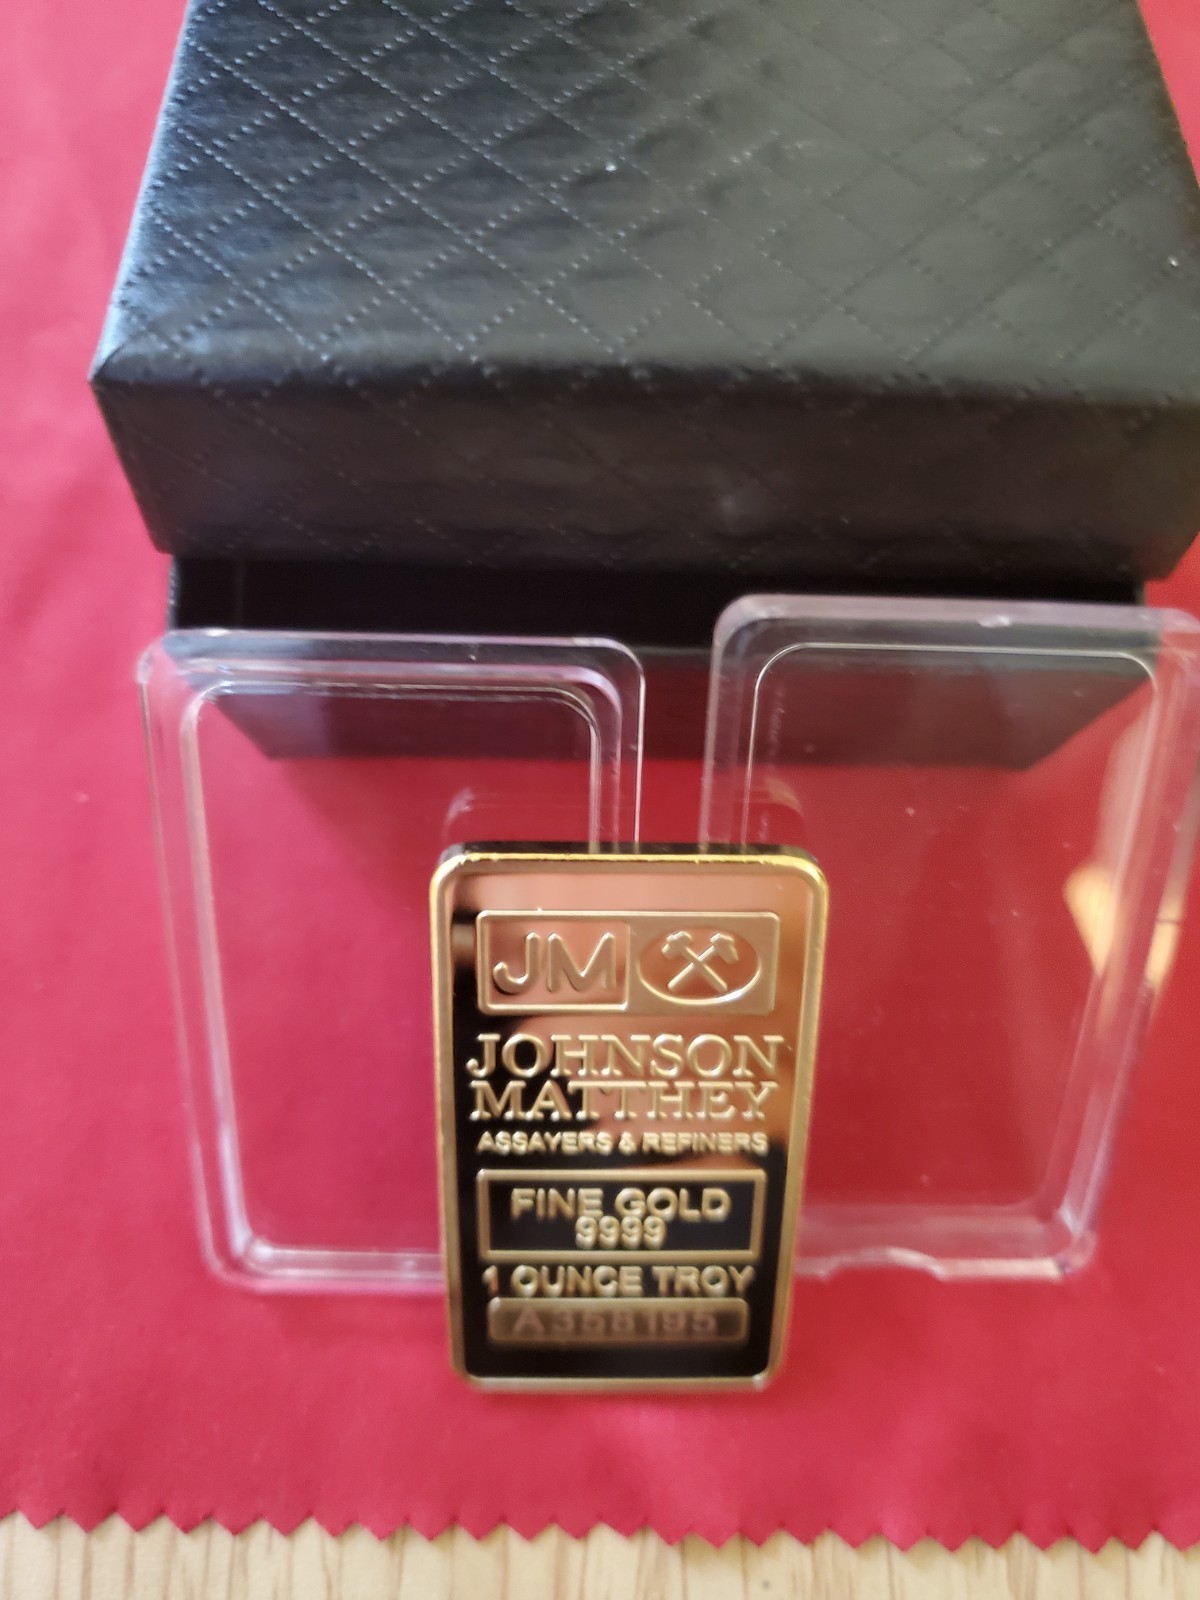 JM
JOHNSON
MATTHEY
ASSAYERS & REFINERS
FINE GOLD
9999
1 OUNCE TROY
A358195